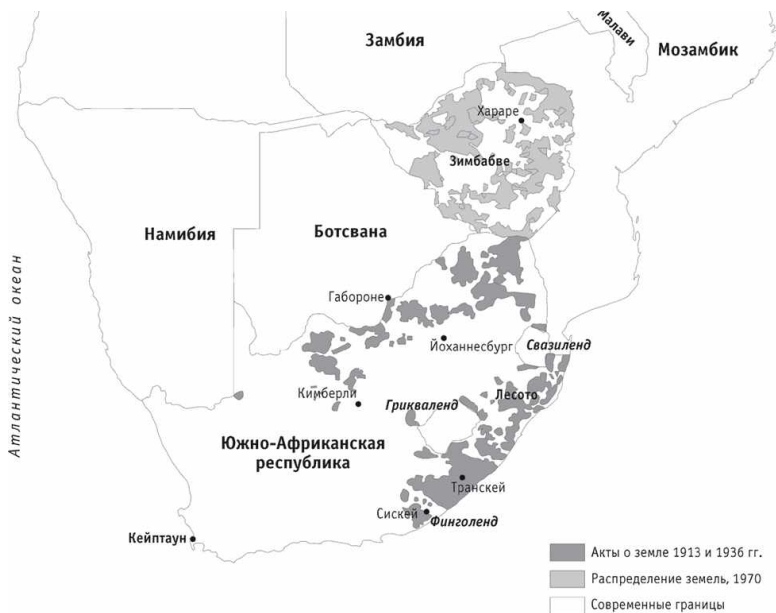 Замбия
Малави
Мозамбик
Хараре
Зимбабве
Намибия
Ботсвана
Атлантический океан
Габороне
Йоханнесбург
Свазиленд
Кимберли
Грикваленд
Лесото
Южно-Африканская
республика
Транскей
Сискей
Финголенд
Кейптаун
Акты о земле 1913 и 1936 гг.
Распределение земель, 1970
Современные границы